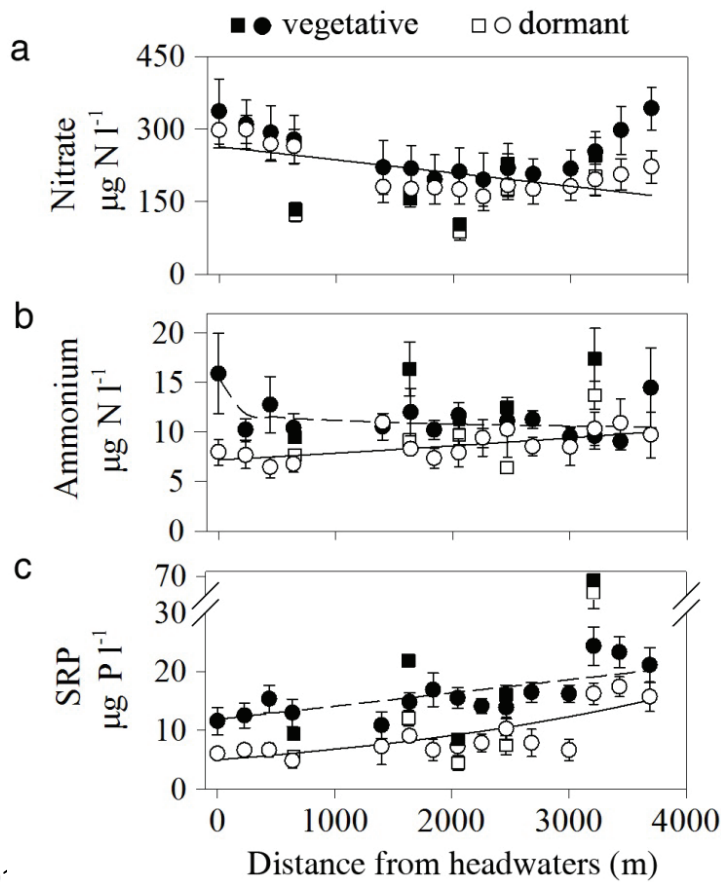 ■ ● vegetative □ ○ dormant
a
Nitrate
µg N l⁻¹
450
300
150
0
b
Ammonium
µg N l⁻¹
20
15
10
5
0
c
SRP
µg P l⁻¹
70
30
20
10
0
0 1000 2000 3000 4000
Distance from headwaters (m)